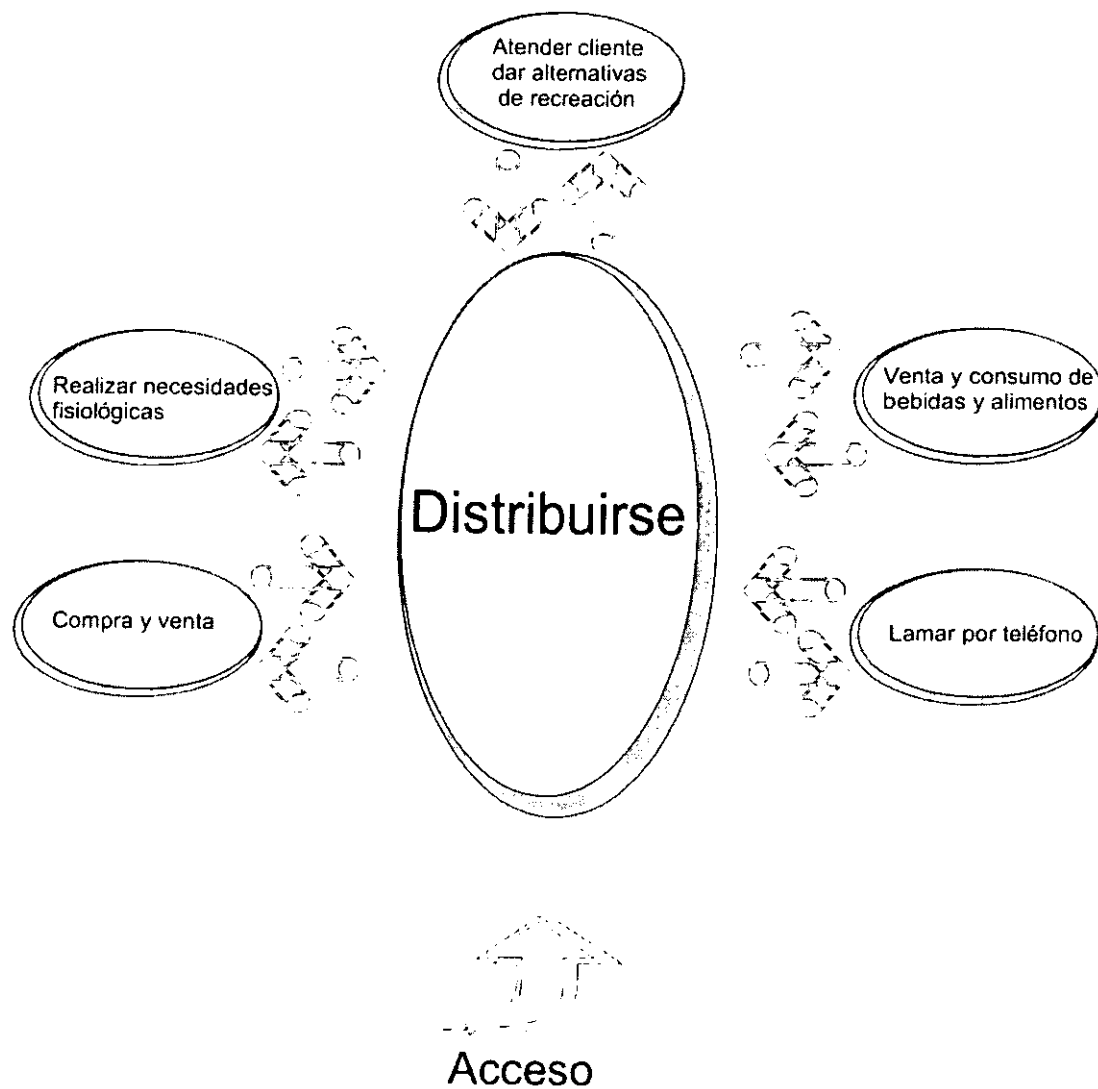 Atender cliente
dar alternativas
de recreación
Realizar necesidades
fisiológicas
Venta y consumo de
bebidas y alimentos
Distribuirse
Compra y venta
Lamar por teléfono
Acceso